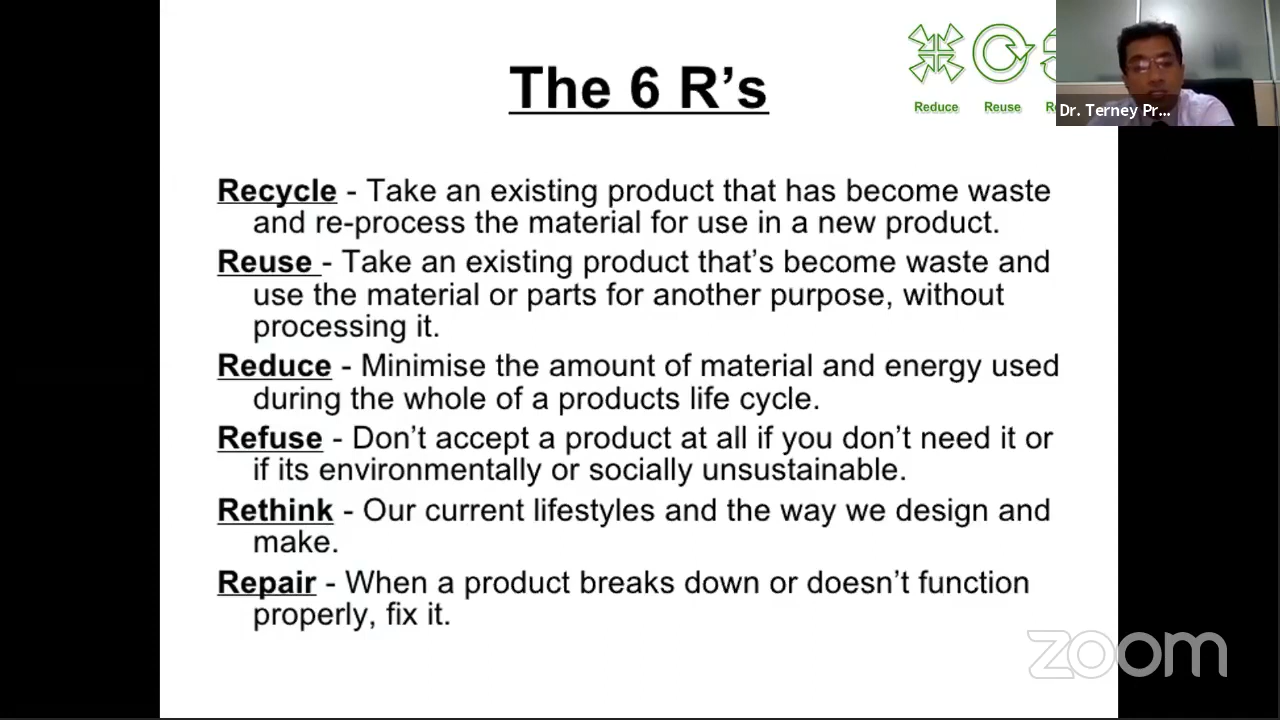 The 6 R's
Reduce
Reuse
Dr. Terney Pr...
Recycle - Take an existing product that has become waste
and re-process the material for use in a new product.
Reuse - Take an existing product that's become waste and
use the material or parts for another purpose, without
processing it.
Reduce - Minimise the amount of material and energy used
during the whole of a products life cycle.
Refuse - Don't accept a product at all if you don't need it or
if its environmentally or socially unsustainable.
Rethink - Our current lifestyles and the way we design and
make.
Repair - When a product breaks down or doesn't function
properly, fix it.
zoom